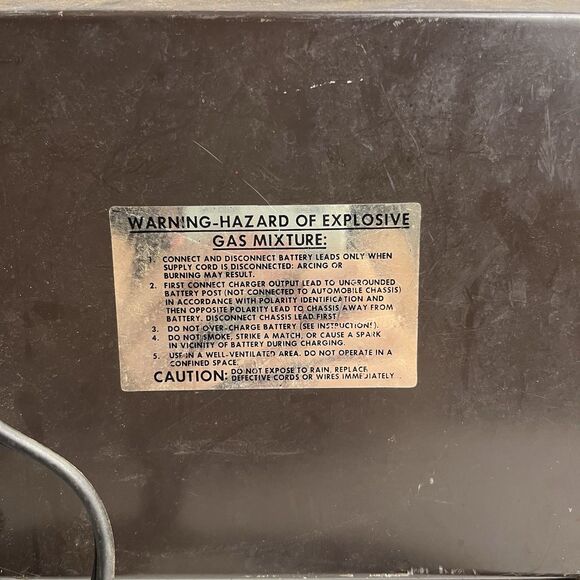 WARNING-HAZARD OF EXPLOSIVE
GAS MIXTURE:
1. CONNECT AND DISCONNECT BATTERY LEADS ONLY WHEN
SUPPLY CORD IS DISCONNECTED: ARCING OR
BURNING MAY RESULT.
2. FIRST CONNECT CHARGER OUTPUT LEAD TO UNGROUNDED
BATTERY POST (NOT CONNECTED TO AUTOMOBILE CHASSIS)
IN ACCORDANCE WITH POLARITY IDENTIFICATION AND
THEN OPPOSITE POLARITY LEAD TO CHASSIS AWAY FROM
BATTERY. DISCONNECT CHASSIS LEAD FIRST.
3. DO NOT OVER-CHARGE BATTERY (SEE INSTRUCTIONS).
4. DO NOT SMOKE, STRIKE A MATCH, OR CAUSE A SPARK
IN VICINITY OF BATTERY DURING CHARGING.
5. USE IN A WELL-VENTILATED AREA. DO NOT OPERATE IN A
CONFINED SPACE.
CAUTION: DO NOT EXPOSE TO RAIN, REPLACE
DEFECTIVE CORDS OR WIRES IMMEDIATELY